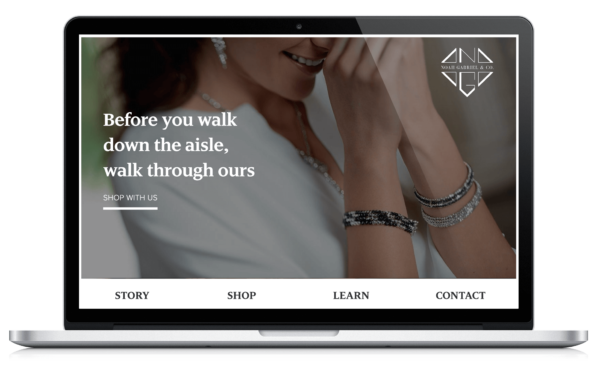 Before you walk
down the aisle,
walk through ours
SHOP WITH US
STORY
SHOP
LEARN
CONTACT